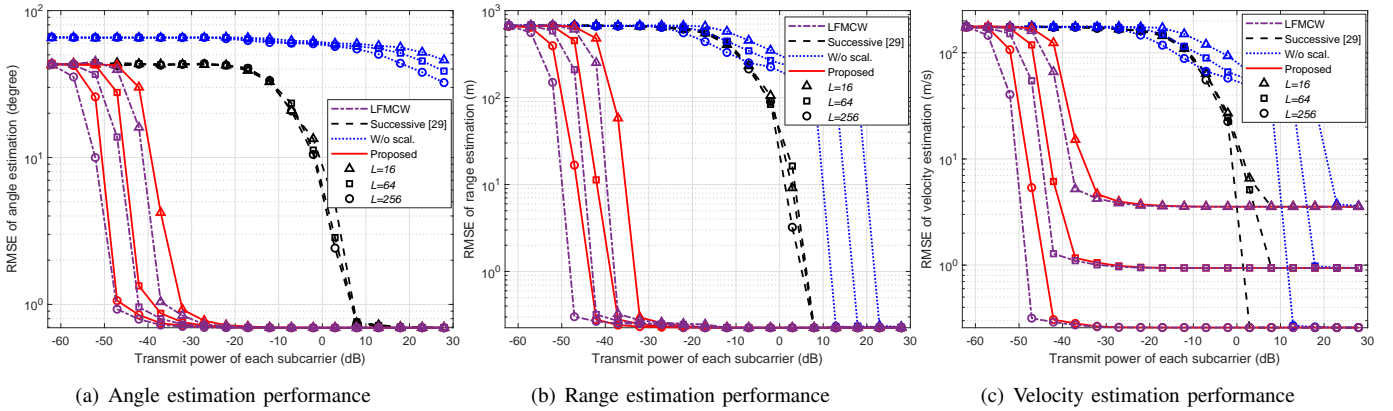 RMSE of angle estimation (degree)
10²
10¹
10⁰
-60 -50 -40 -30 -20 -10 0 10 20 30
Transmit power of each subcarrier (dB)
LFMCW
Successive [29]
W/o scal.
Proposed
L=16
L=64
L=256
(a) Angle estimation performance
RMSE of range estimation (m)
10³
10²
10¹
10⁰
-60 -50 -40 -30 -20 -10 0 10 20 30
Transmit power of each subcarrier (dB)
LFMCW
Successive [29]
W/o scal.
Proposed
L=16
L=64
L=256
(b) Range estimation performance
RMSE of velocity estimation (m/s)
10²
10¹
10⁰
-60 -50 -40 -30 -20 -10 0 10 20 30
Transmit power of each subcarrier (dB)
LFMCW
Successive [29]
W/o scal.
Proposed
L=16
L=64
L=256
(c) Velocity estimation performance